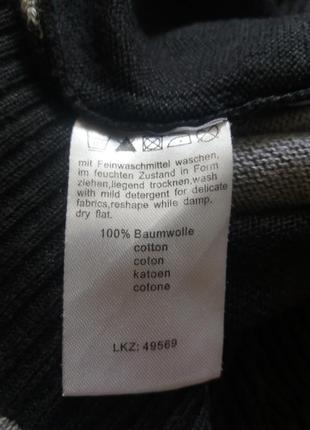 mit Feinwaschmittel waschen,
im feuchten Zustand in Form
ziehen,liegend trocknen.wash
with mild detergent for delicate
fabrics,reshape while damp,
dry flat.
100% Baumwolle
cotton
coton
katoen
cotone
LKZ: 49569